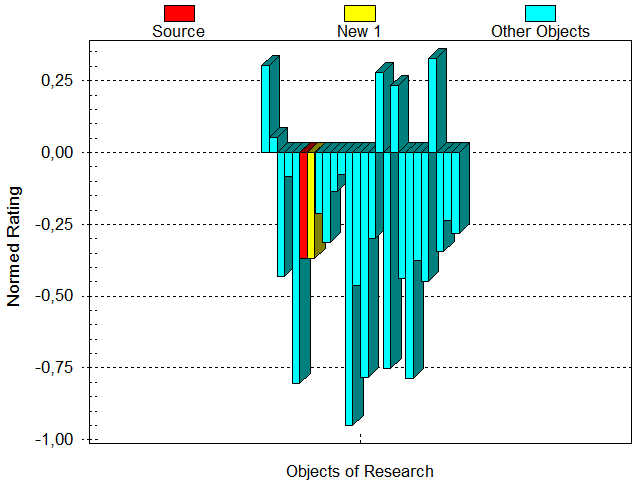 Source New 1 Other Objects
0,25
0,00
-0,25
-0,50
-0,75
-1,00
Normed Rating
Objects of Research